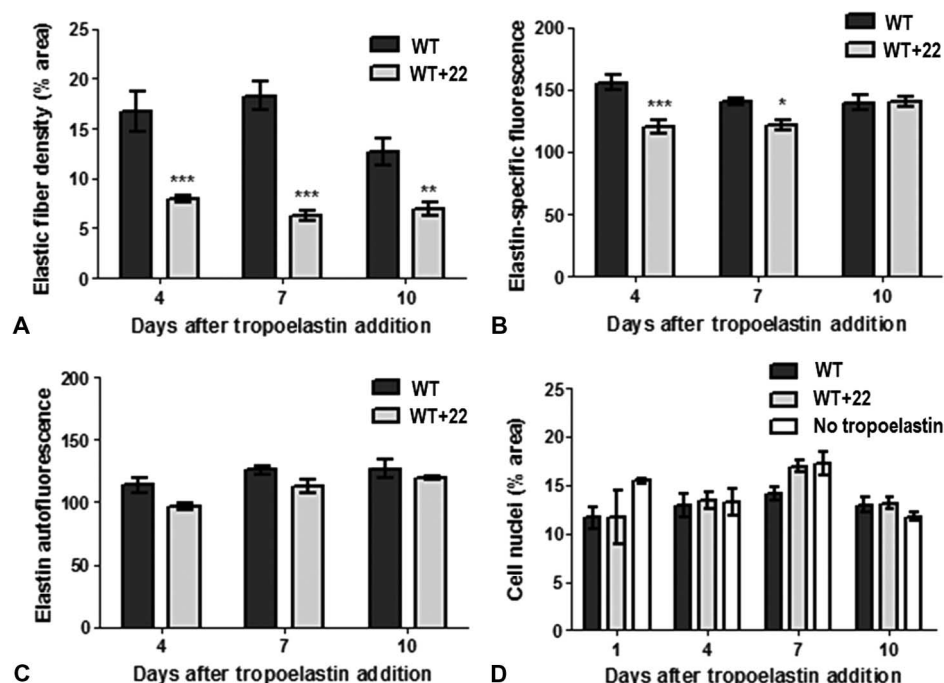 25
20
15
10
5
0
Elastic fiber density (% area)
WT
WT+22
***
***
**
4 7 10
Days after tropoelastin addition
A
200
150
100
50
0
Elastin-specific fluorescence
WT
WT+22
***
*
4 7 10
Days after tropoelastin addition
B
200
150
100
50
0
Elastin autofluorescence
WT
WT+22
4 7 10
Days after tropoelastin addition
C
25
20
15
10
5
0
Cell nuclei (% area)
WT
WT+22
No tropoelastin
1 4 7 10
Days after tropoelastin addition
D